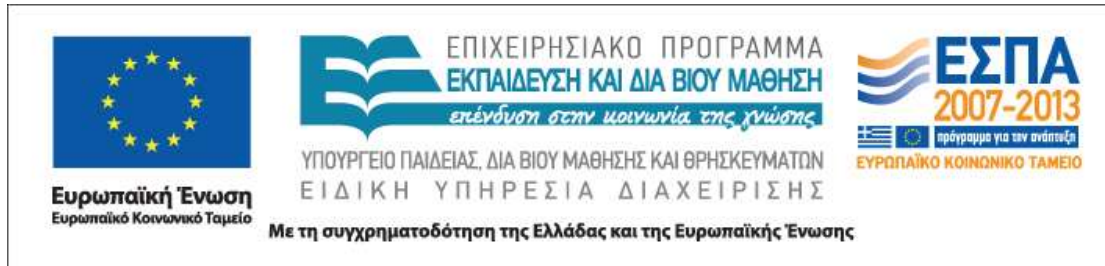 Ευρωπαϊκή Ένωση
Ευρωπαϊκό Κοινωνικό Ταμείο
ΕΠΙΧΕΙΡΗΣΙΑΚΟ ΠΡΟΓΡΑΜΜΑ
ΕΚΠΑΙΔΕΥΣΗ ΚΑΙ ΔΙΑ ΒΙΟΥ ΜΑΘΗΣΗ
επένδυση στην κοινωνία της γνώσης
ΥΠΟΥΡΓΕΙΟ ΠΑΙΔΕΙΑΣ, ΔΙΑ ΒΙΟΥ ΜΑΘΗΣΗΣ ΚΑΙ ΘΡΗΣΚΕΥΜΑΤΩΝ
ΕΙΔΙΚΗ ΥΠΗΡΕΣΙΑ ΔΙΑΧΕΙΡΙΣΗΣ
Με τη συγχρηματοδότηση της Ελλάδας και της Ευρωπαϊκής Ένωσης
ΕΣΠΑ
2007-2013
πρόγραμμα για την ανάπτυξη
ΕΥΡΩΠΑΪΚΟ ΚΟΙΝΩΝΙΚΟ ΤΑΜΕΙΟ